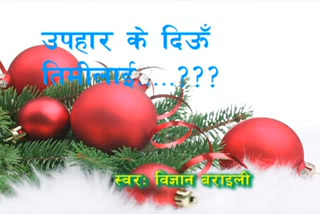 उपहार के दिऊँ
तिमीलाई.....???
स्वरः विज्ञान बराइली